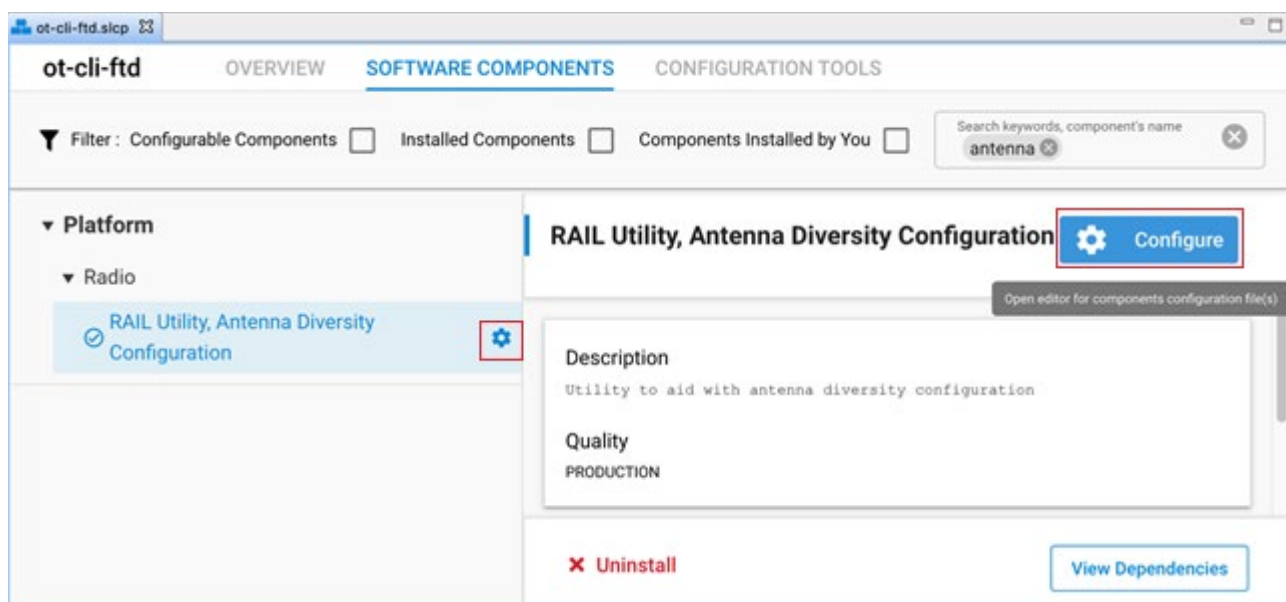 ot-cli-ftd.slcp
ot-cli-ftd OVERVIEW SOFTWARE COMPONENTS CONFIGURATION TOOLS
Filter : Configurable Components Installed Components Components Installed by You
Search keywords, component's name
antenna
Platform
Radio
RAIL Utility, Antenna Diversity
Configuration
RAIL Utility, Antenna Diversity Configuration
Configure
Open editor for components configuration file(s)
Description
Utility to aid with antenna diversity configuration
Quality
PRODUCTION
Uninstall
View Dependencies